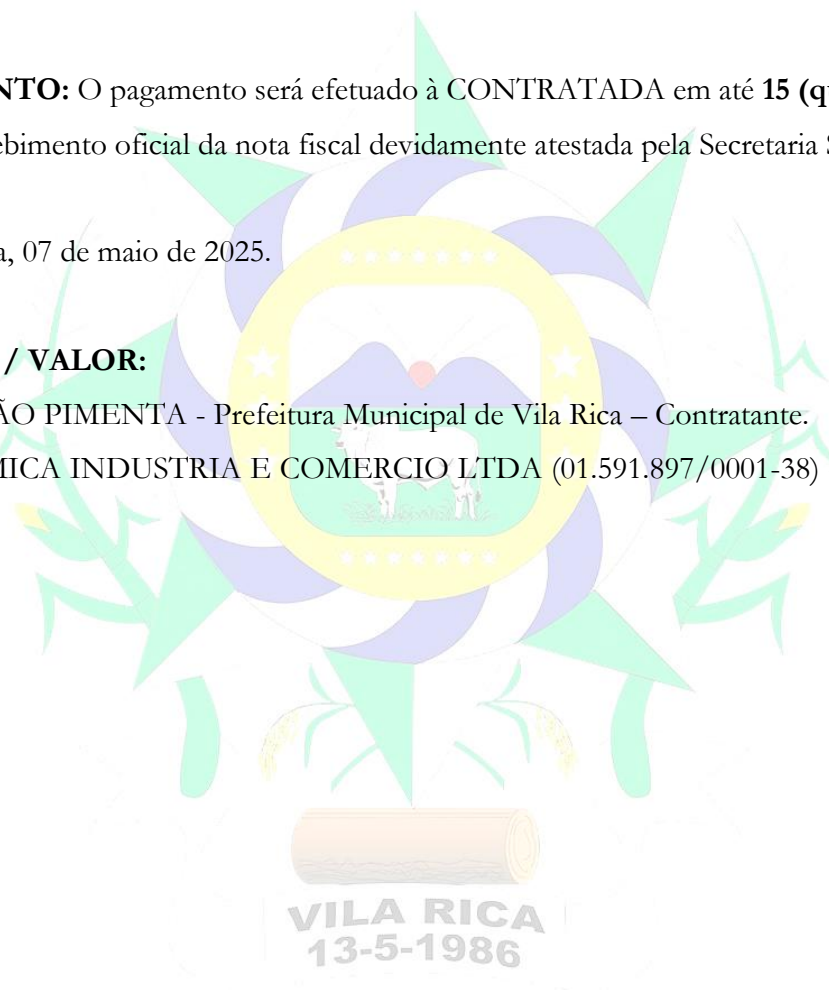 NTO: O pagamento será efetuado à CONTRATADA em até 15 (q
ebimento oficial da nota fiscal devidamente atestada pela Secretaria S
a, 07 de maio de 2025.
/ VALOR:
ÃO PIMENTA - Prefeitura Municipal de Vila Rica – Contratante.
MICA INDUSTRIA E COMERCIO LTDA (01.591.897/0001-38)
VILA RICA
13-5-1986